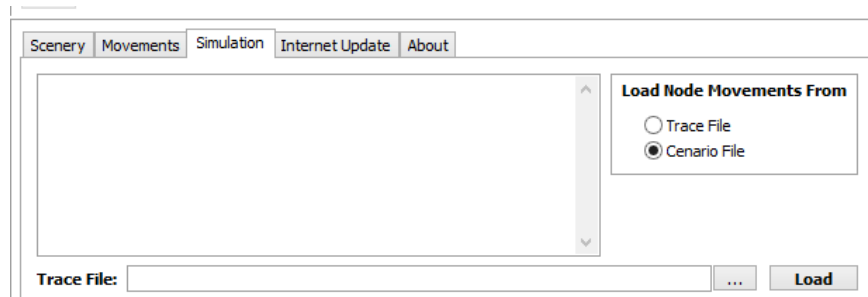 Scenery Movements Simulation Internet Update About
Load Node Movements From
Trace File
Cenario File
Trace File: ... Load